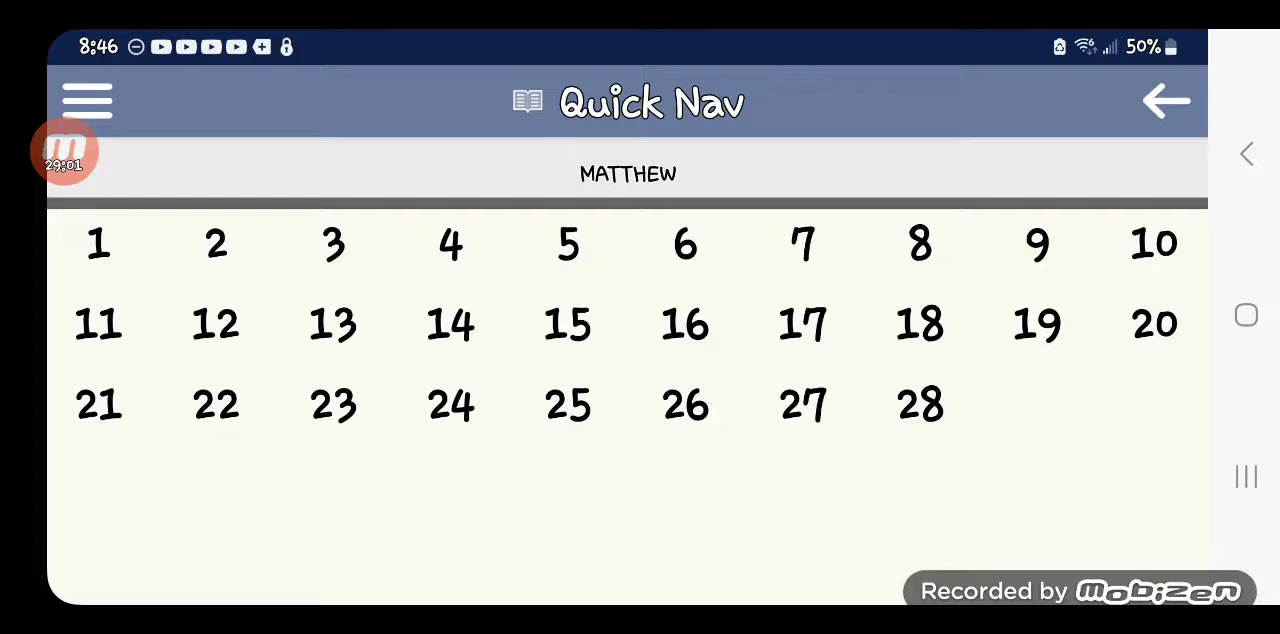 8:46 50%
Quick Nav
29:01
MATTHEW
1 2 3 4 5 6 7 8 9 10
11 12 13 14 15 16 17 18 19 20
21 22 23 24 25 26 27 28
Recorded by mobizen